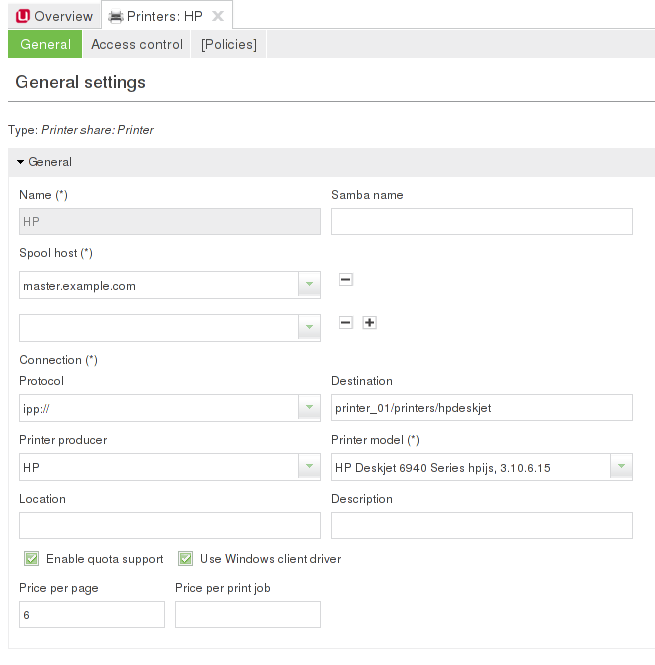 Overview Printers: HP
General Access control [Policies]
General settings
Type: Printer share: Printer
General
Name (*) Samba name
HP
Spool host (*)
master.example.com
Connection (*)
Protocol Destination
ipp:// printer_01/printers/hpdeskjet
Printer producer Printer model (*)
HP HP Deskjet 6940 Series hpijs, 3.10.6.15
Location Description
Enable quota support Use Windows client driver
Price per page Price per print job
6